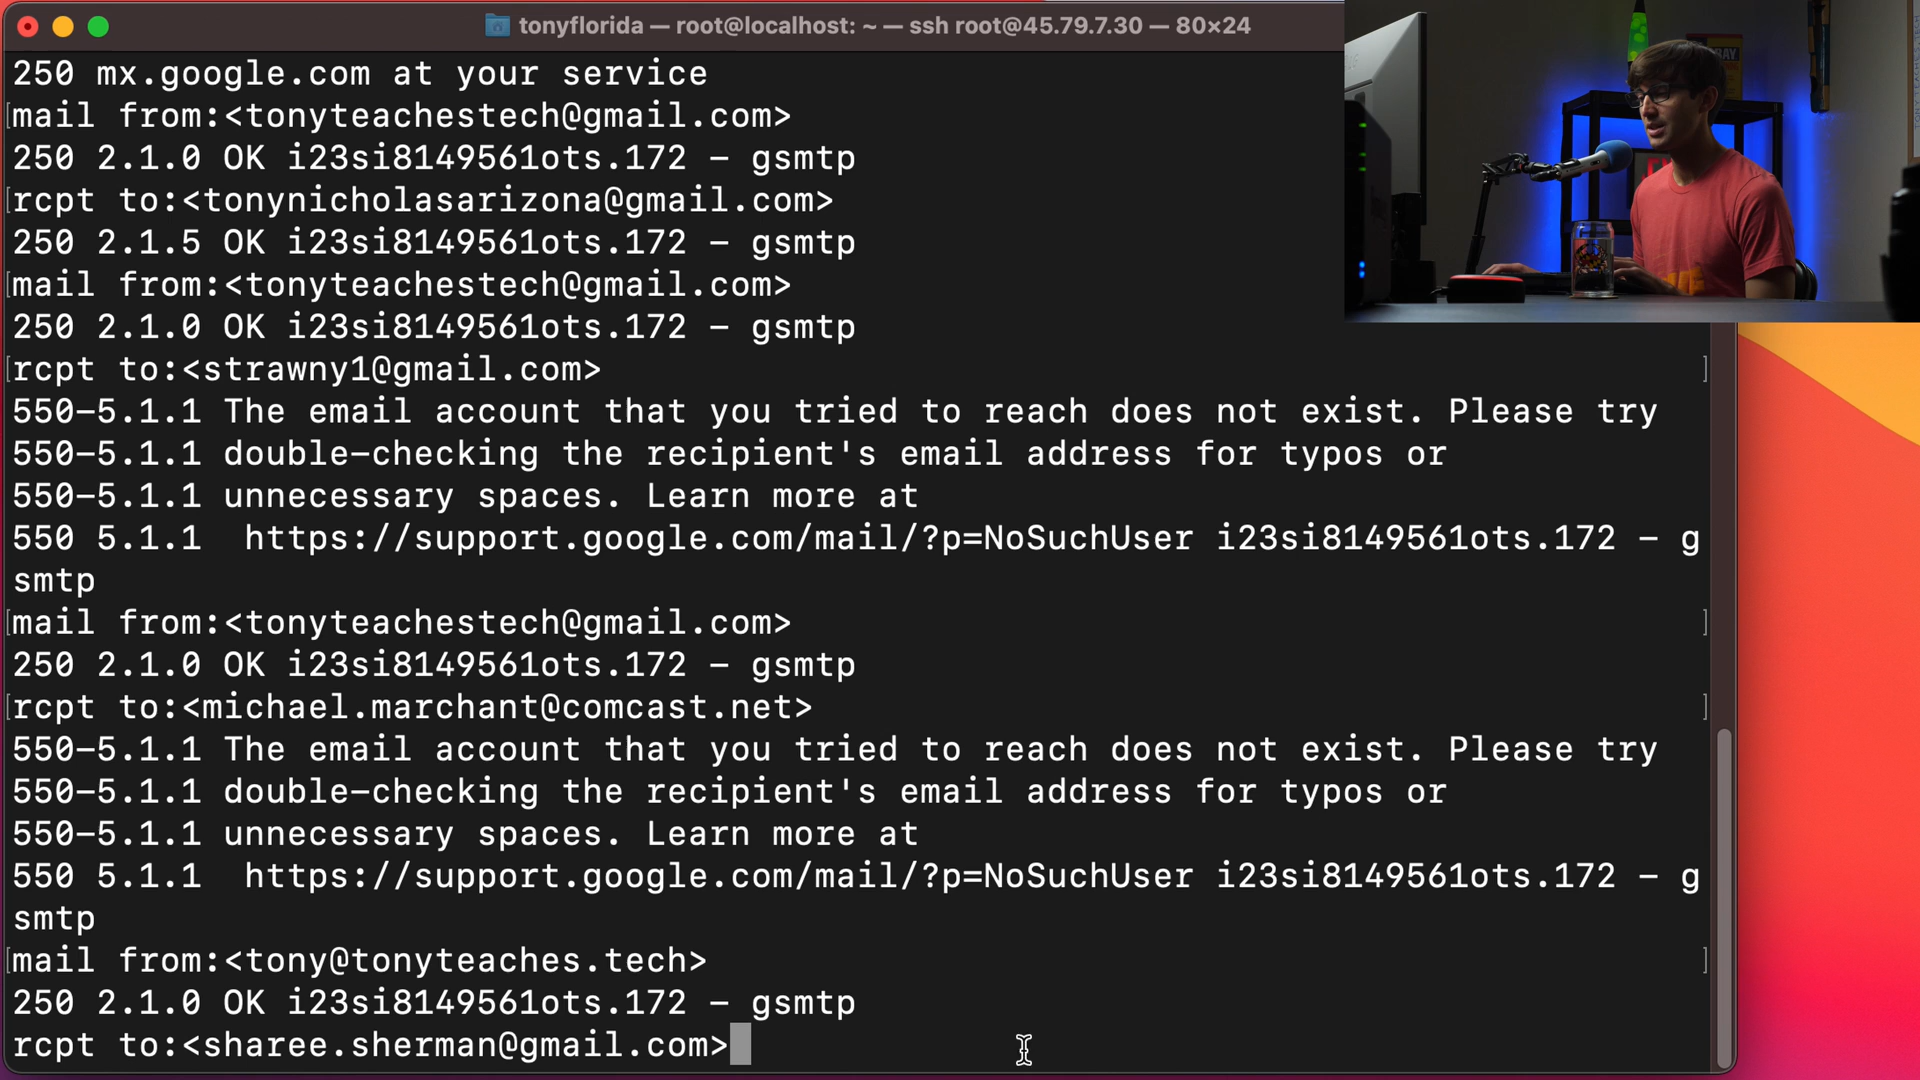 tonyflorida — root@localhost: ~ — ssh root@45.79.7.30 — 80×24
250 mx.google.com at your service
[mail from:<tonyteachestech@gmail.com>
250 2.1.0 OK i23si8149561ots.172 - gsmtp
[rcpt to:<tonynicholasarizona@gmail.com>
250 2.1.5 OK i23si8149561ots.172 - gsmtp
[mail from:<tonyteachestech@gmail.com>
250 2.1.0 OK i23si8149561ots.172 - gsmtp
[rcpt to:<strawny1@gmail.com> ]
550-5.1.1 The email account that you tried to reach does not exist. Please try
550-5.1.1 double-checking the recipient's email address for typos or
550-5.1.1 unnecessary spaces. Learn more at
550 5.1.1  https://support.google.com/mail/?p=NoSuchUser i23si8149561ots.172 - g
smtp
[mail from:<tonyteachestech@gmail.com> ]
250 2.1.0 OK i23si8149561ots.172 - gsmtp
[rcpt to:<michael.marchant@comcast.net> ]
550-5.1.1 The email account that you tried to reach does not exist. Please try
550-5.1.1 double-checking the recipient's email address for typos or
550-5.1.1 unnecessary spaces. Learn more at
550 5.1.1  https://support.google.com/mail/?p=NoSuchUser i23si8149561ots.172 - g
smtp
[mail from:<tony@tonyteaches.tech> ]
250 2.1.0 OK i23si8149561ots.172 - gsmtp
rcpt to:<sharee.sherman@gmail.com>